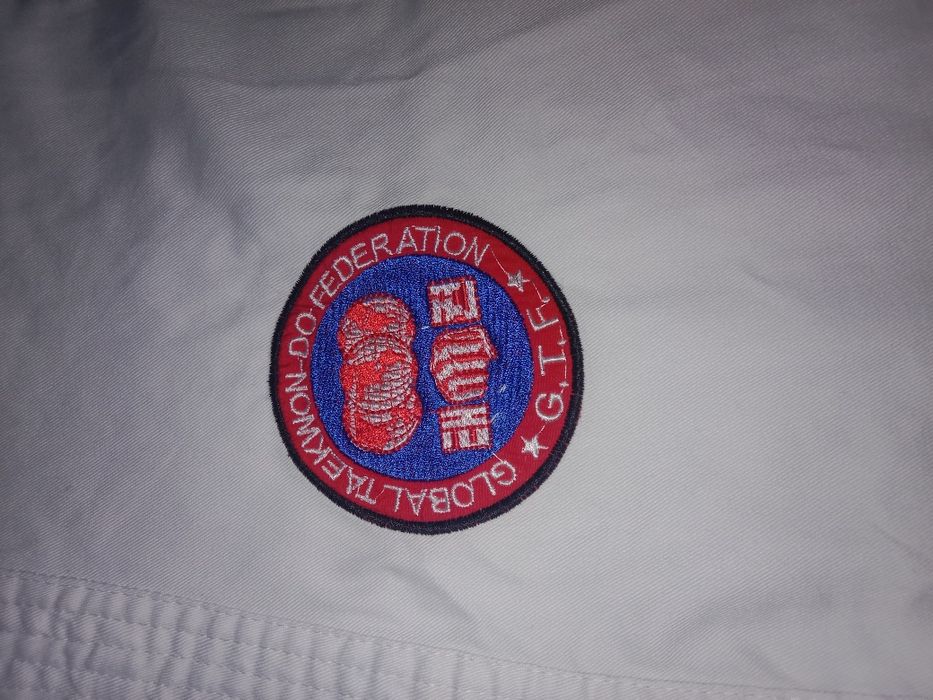 GLOBAL TAEKWON-DO FEDERATION
G.T.F.